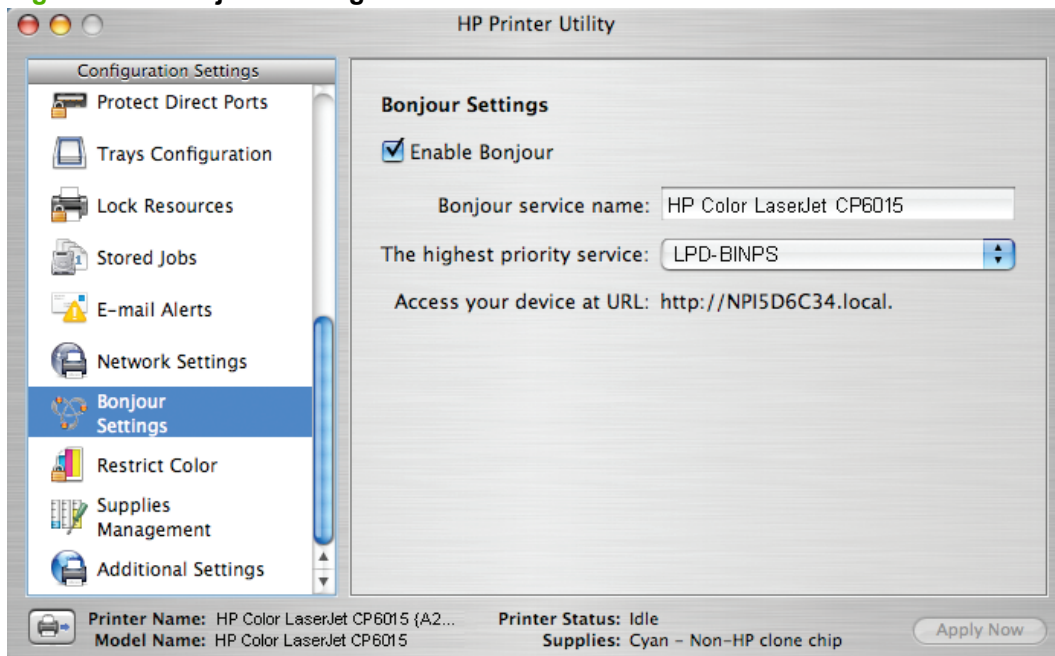 HP Printer Utility
Configuration Settings
Protect Direct Ports
Trays Configuration
Lock Resources
Stored Jobs
E-mail Alerts
Network Settings
Bonjour
Settings
Restrict Color
Supplies
Management
Additional Settings
Bonjour Settings
Enable Bonjour
Bonjour service name: HP Color LaserJet CP6015
The highest priority service: LPD-BINPS
Access your device at URL: http://NPI5D6C34.local.
Printer Name: HP Color LaserJet CP6015 {A2... Printer Status: Idle
Model Name: HP Color LaserJet CP6015 Supplies: Cyan - Non-HP clone chip
Apply Now